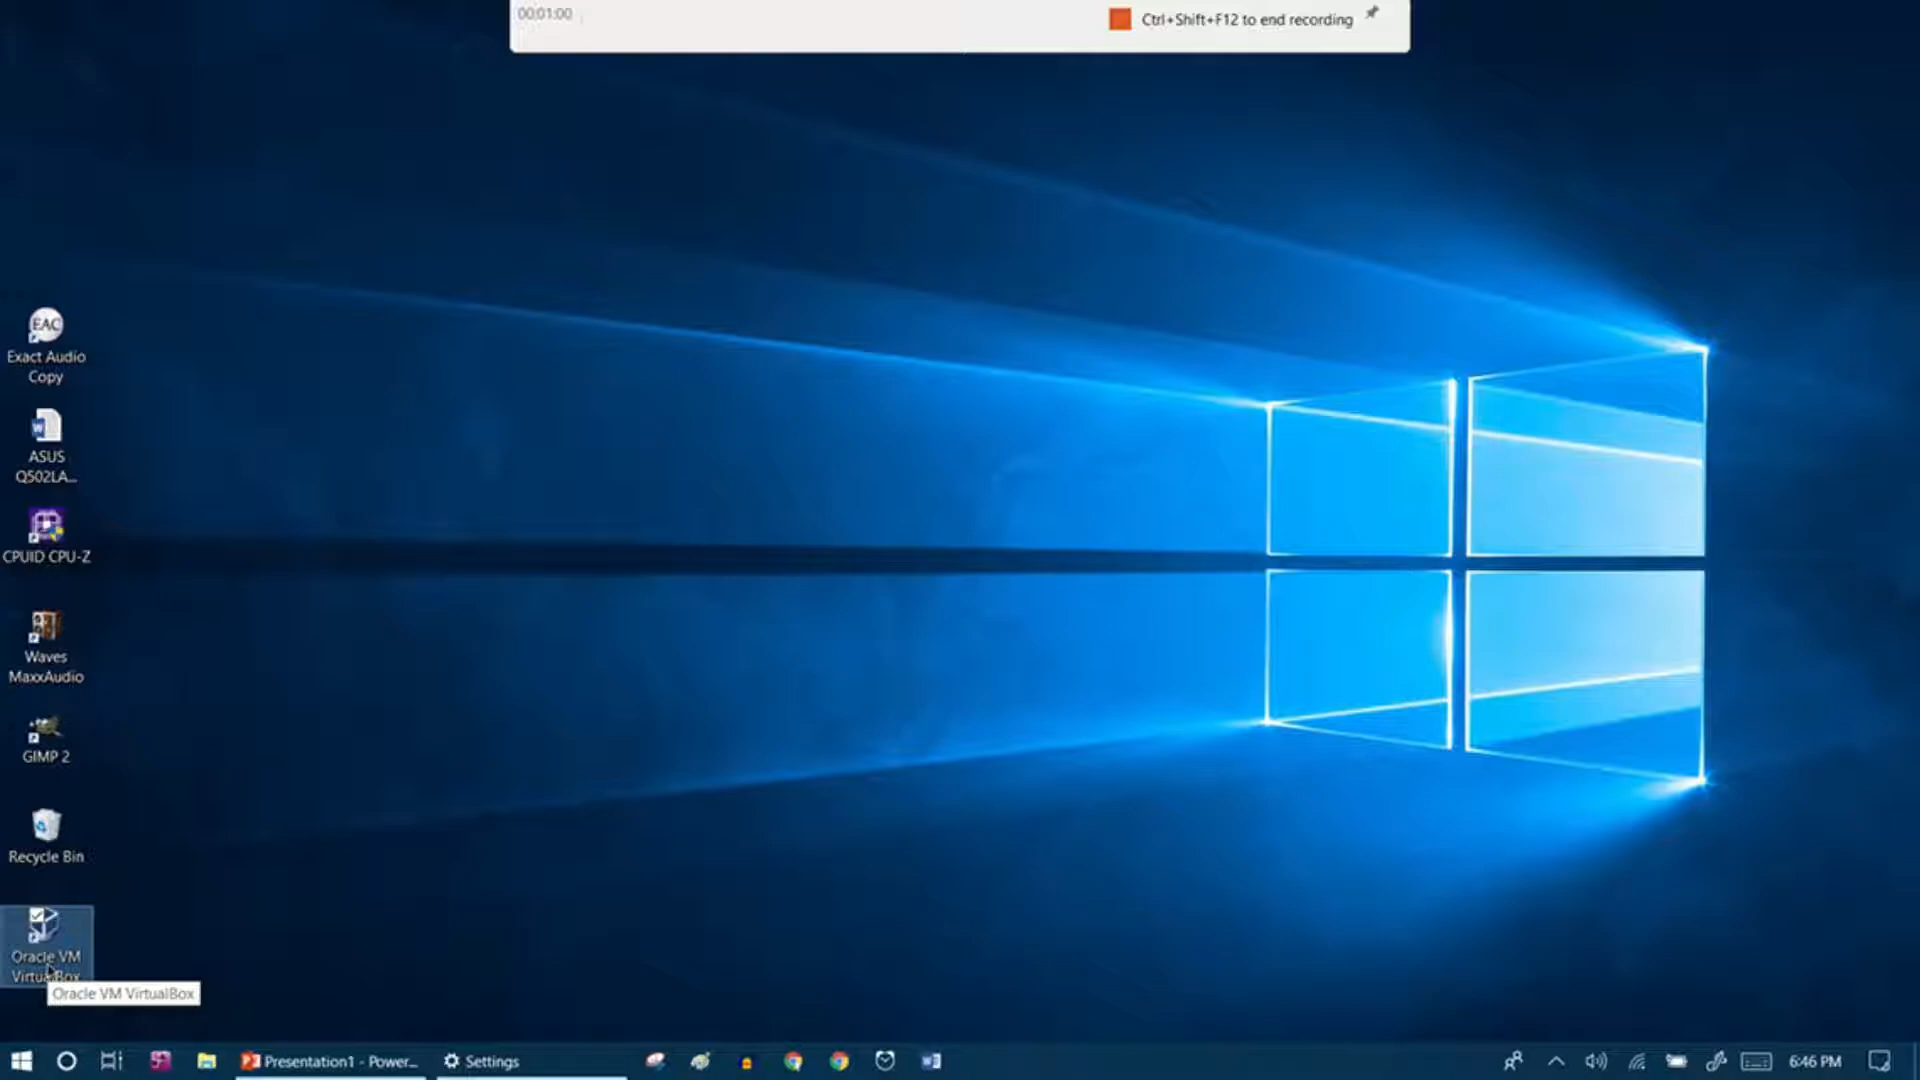 00:01:00
Ctrl+Shift+F12 to end recording
EAC
Exact Audio
Copy
ASUS
Q502LA...
CPUID CPU-Z
Waves
MaxxAudio
GIMP 2
Recycle Bin
Oracle VM
VirtualBox
Oracle VM VirtualBox
Presentation1 - Power...
Settings
6:46 PM